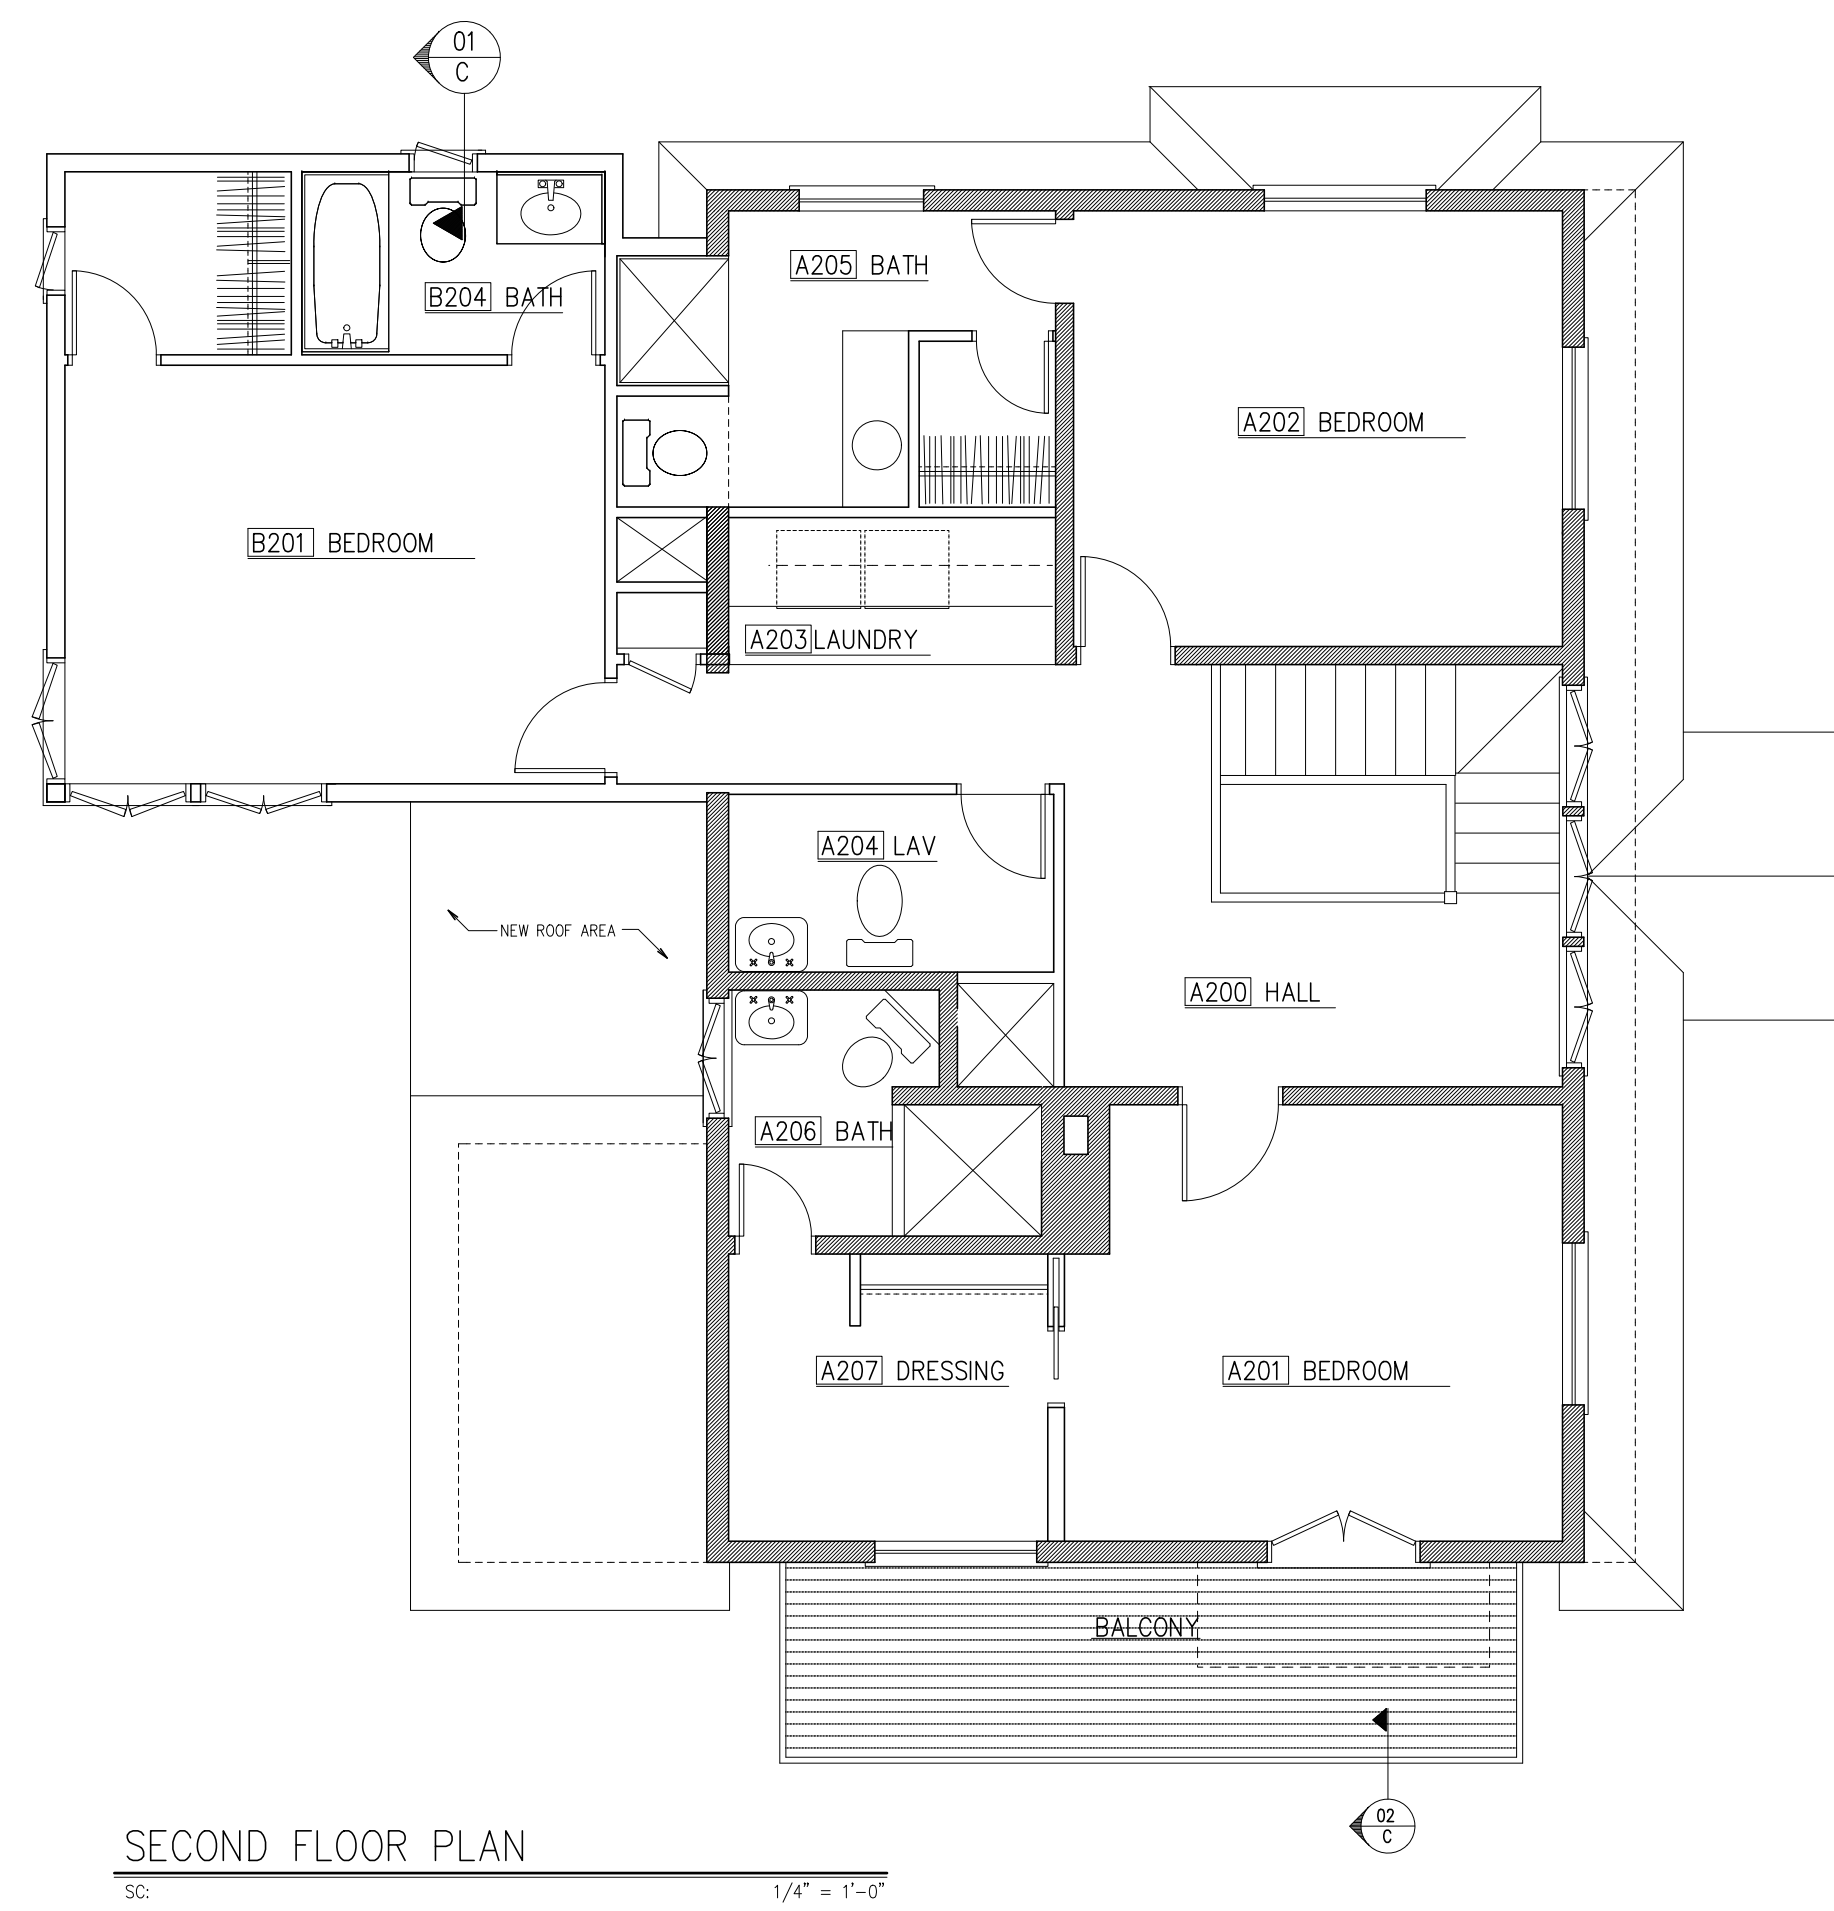 01
C
A205 BATH
B204 BATH
A202 BEDROOM
B201 BEDROOM
A203 LAUNDRY
A204 LAV
NEW ROOF AREA
A200 HALL
A206 BATH
A207 DRESSING
A201 BEDROOM
BALCONY
02
C
SECOND FLOOR PLAN
SC: 1/4" = 1'-0"